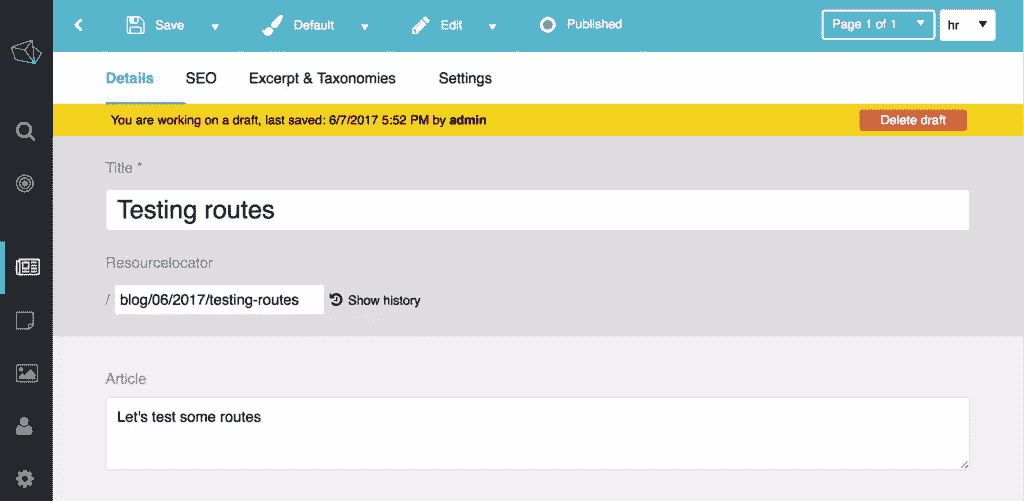 Save Default Edit Published Page 1 of 1 hr
Details SEO Excerpt & Taxonomies Settings
You are working on a draft, last saved: 6/7/2017 5:52 PM by admin Delete draft
Title *
Testing routes
Resourcelocator
/ blog/06/2017/testing-routes Show history
Article
Let's test some routes